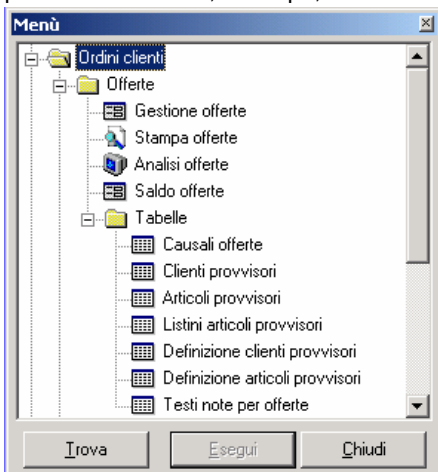 Menù
Ordini clienti
Offerte
Gestione offerte
Stampa offerte
Analisi offerte
Saldo offerte
Tabelle
Causali offerte
Clienti provvisori
Articoli provvisori
Listini articoli provvisori
Definizione clienti provvisori
Definizione articoli provvisori
Testi note per offerte
Trova Esegui Chiudi